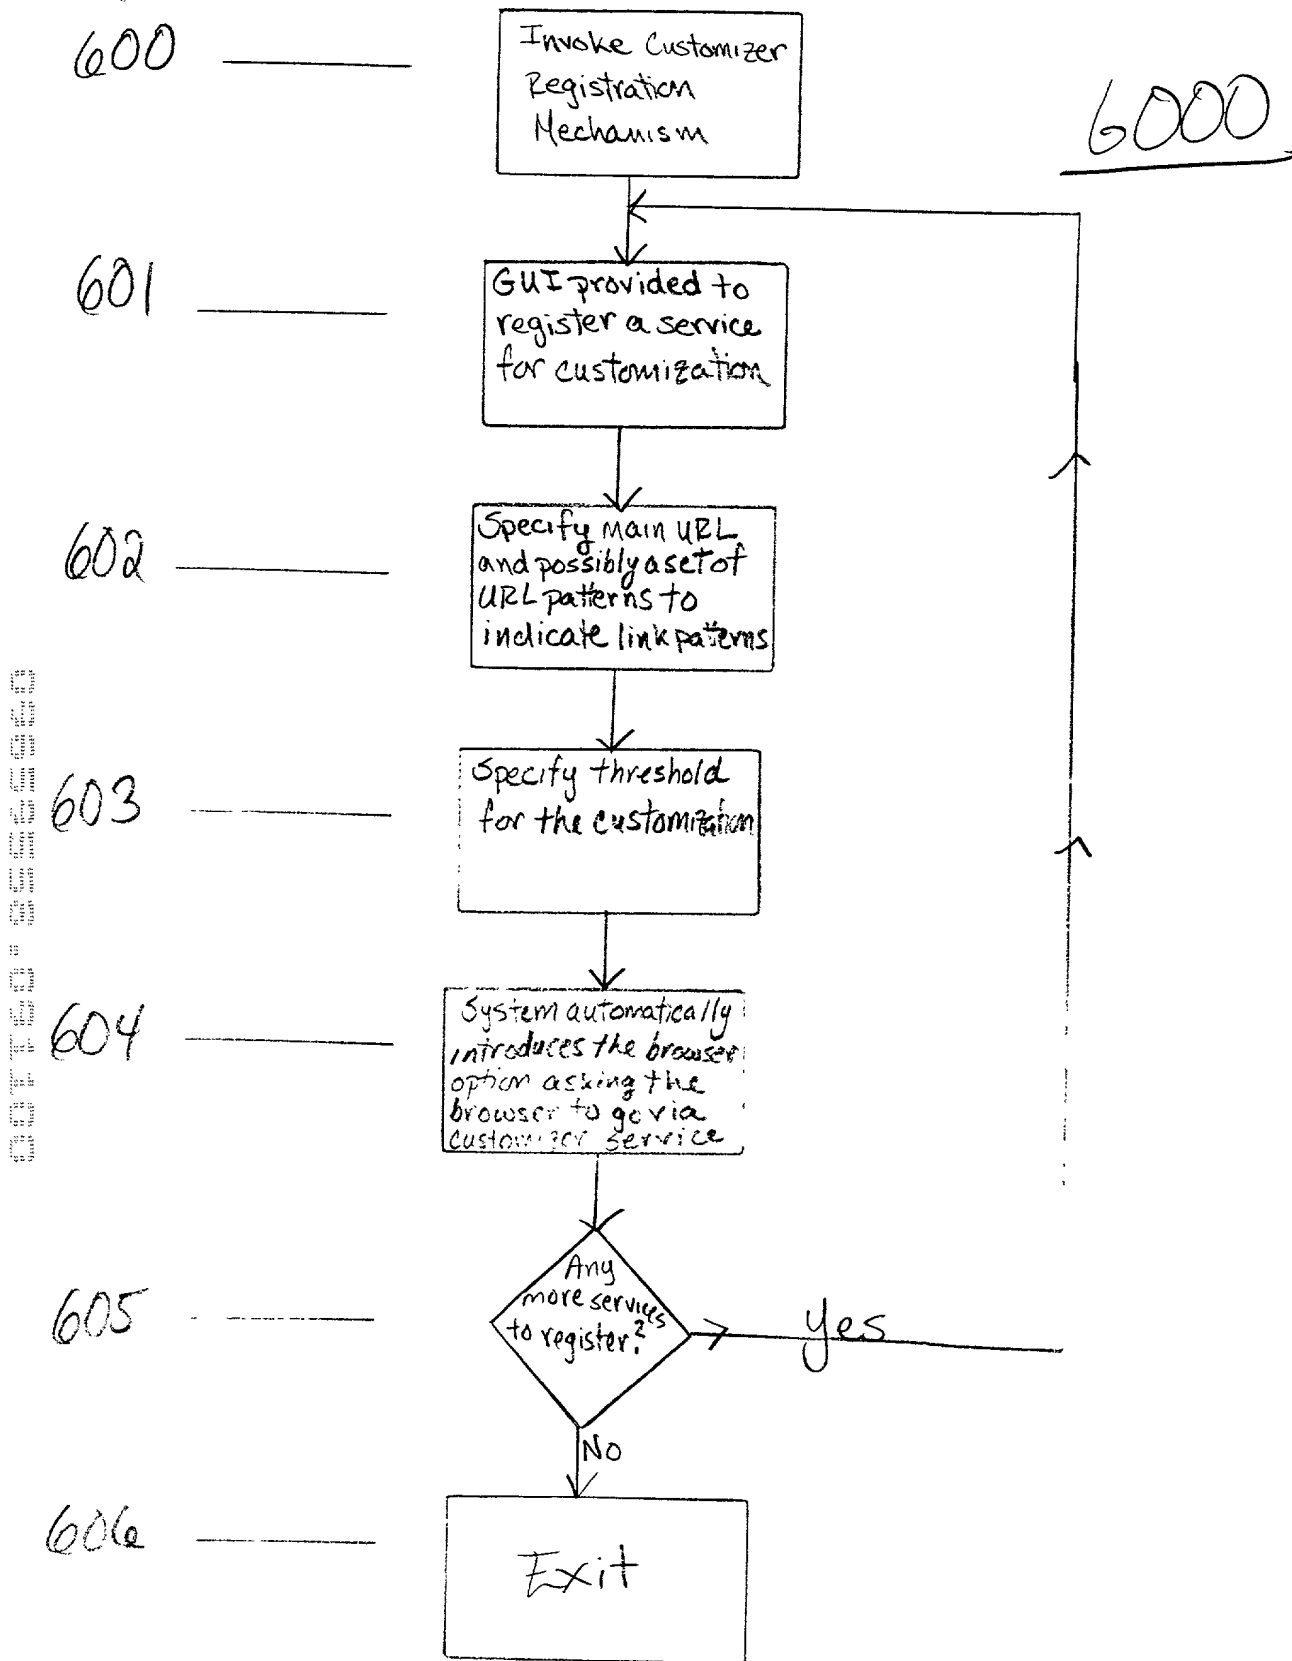 600
Invoke Customizer
Registration
Mechanism
6000
601
GUI provided to
register a service
for customization
602
Specify main URL
and possibly a set of
URL patterns to
indicate link patterns
603
Specify threshold
for the customization
604
System automatically
introduces the browser
option asking the
browser to go via
customizer service
605
Any
more services
to register?
Yes
No
606
Exit